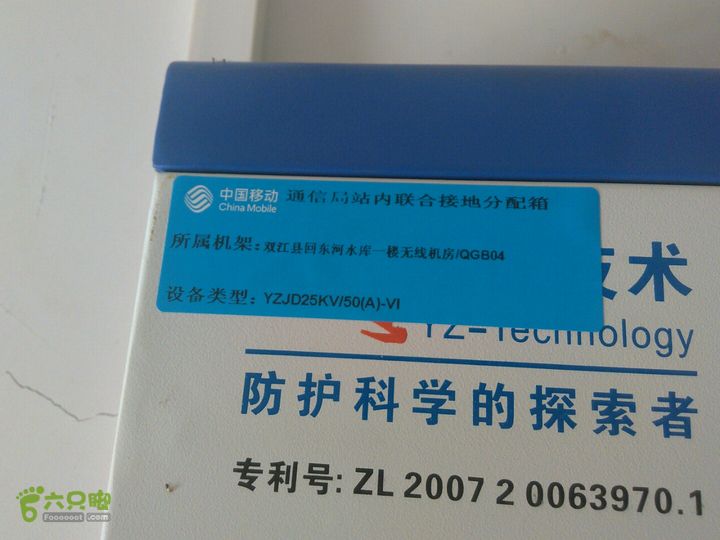 中国移动 通信局站内联合接地分配箱
China Mobile
所属机架：双江县回东河水库一楼无线机房/QGB04
设备类型：YZJD25KV/50(A)-VI
技术
YZ-Technology
防护科学的探索者
专利号: ZL 2007 2 0063970.1
六只脚
Foooooot.com